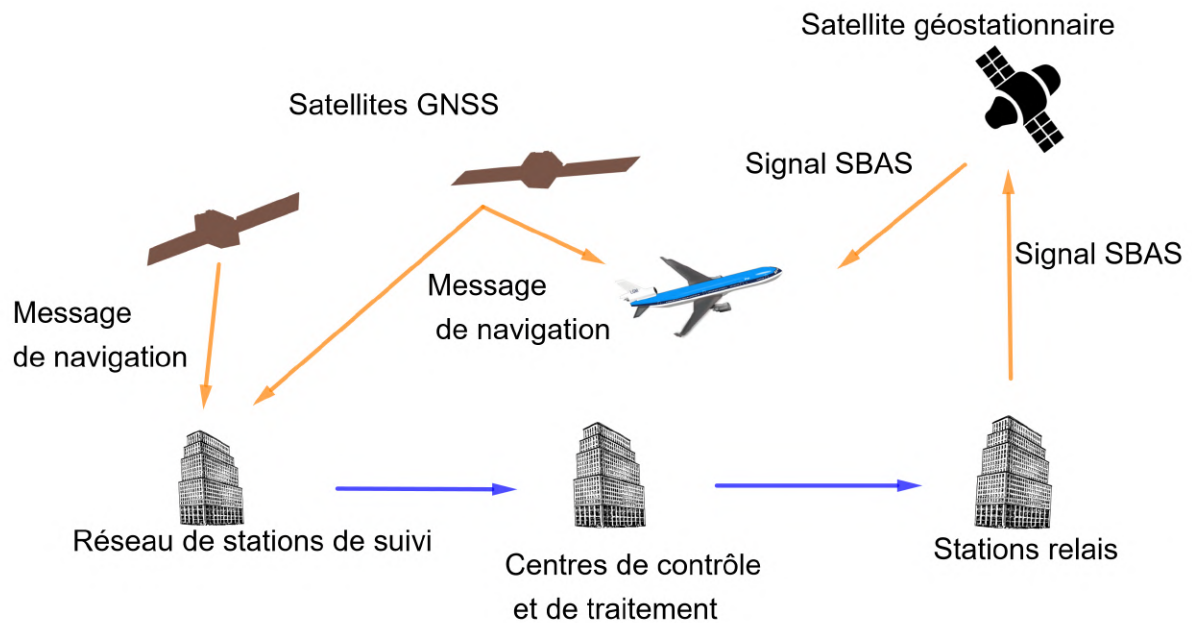 Satellite géostationnaire
Satellites GNSS
Signal SBAS
Signal SBAS
Message
de navigation
Message
de navigation
Réseau de stations de suivi
Centres de contrôle
et de traitement
Stations relais